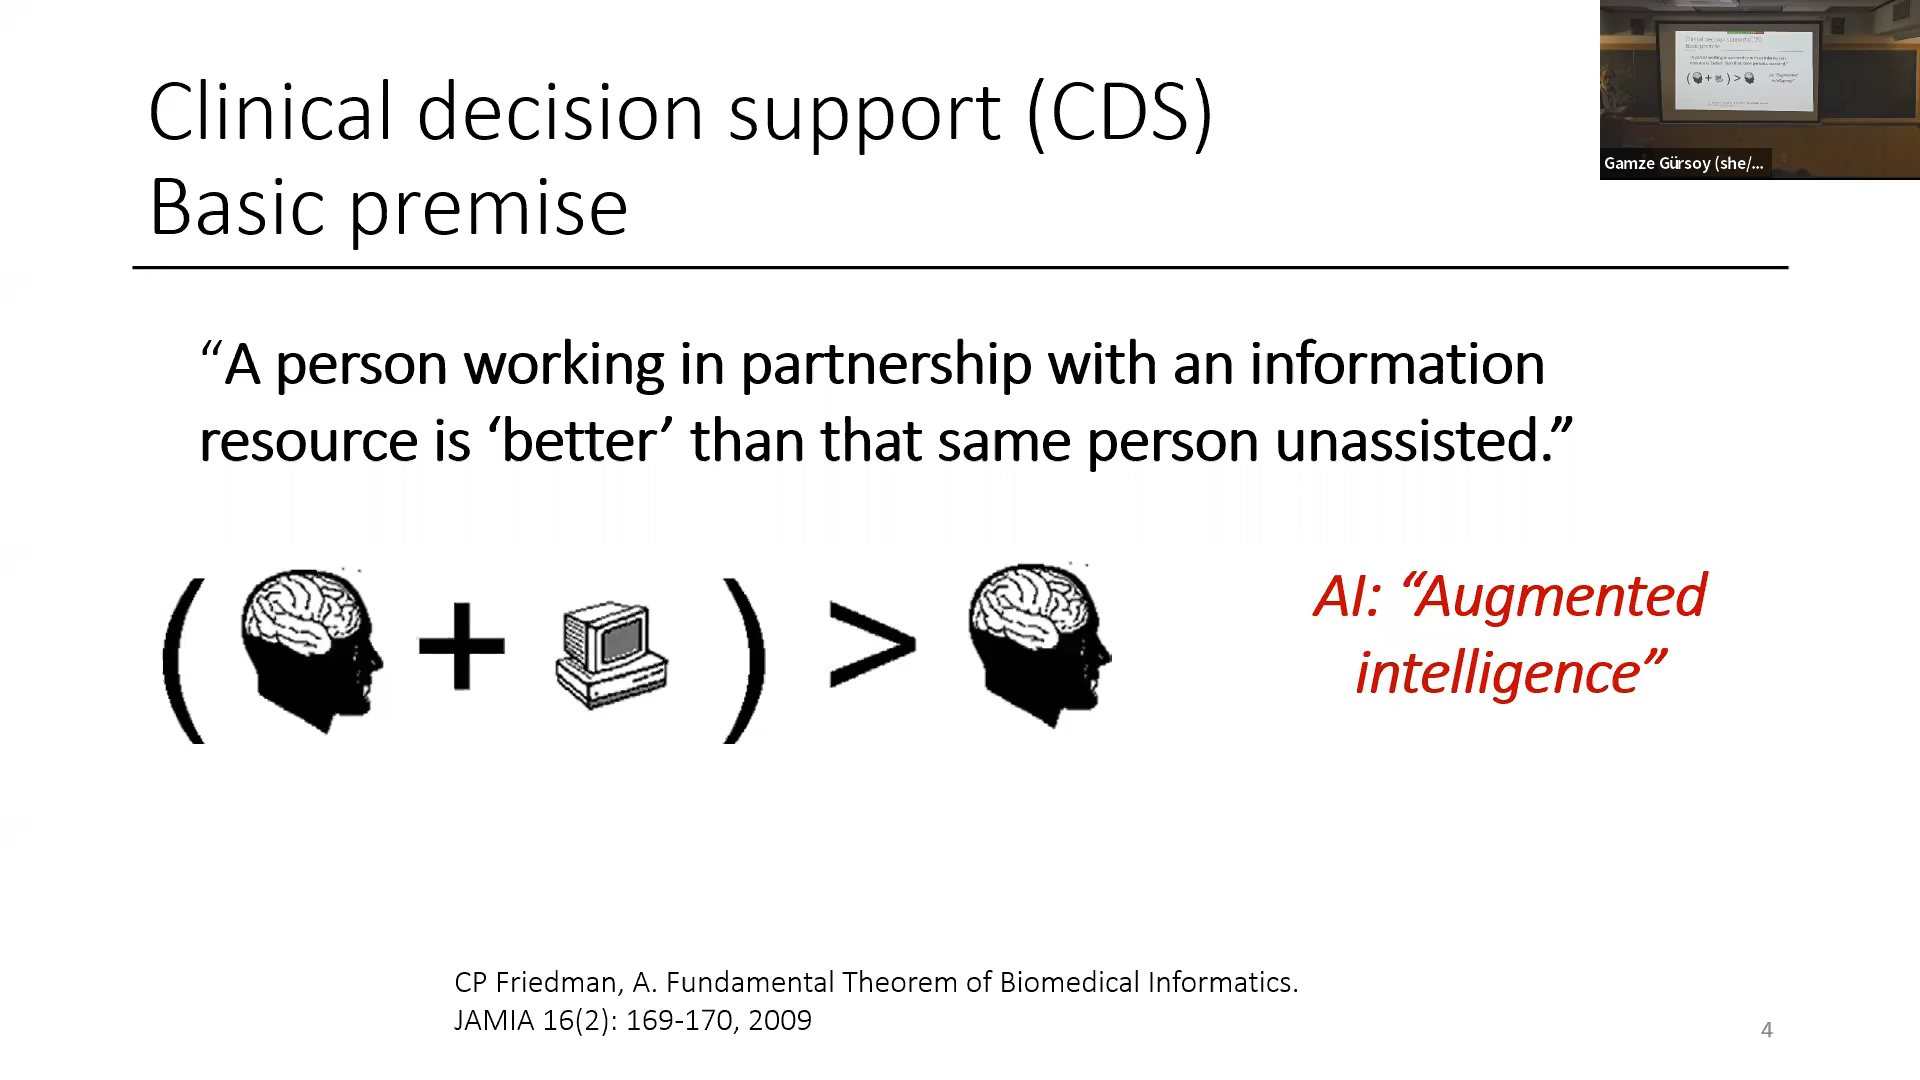 Clinical decision support (CDS)
Basic premise
“A person working in partnership with an information
resource is ‘better’ than that same person unassisted.”
( + ) >
AI: “Augmented
intelligence”
CP Friedman, A. Fundamental Theorem of Biomedical Informatics.
JAMIA 16(2): 169-170, 2009
4
Gamze Gürsoy (she/...